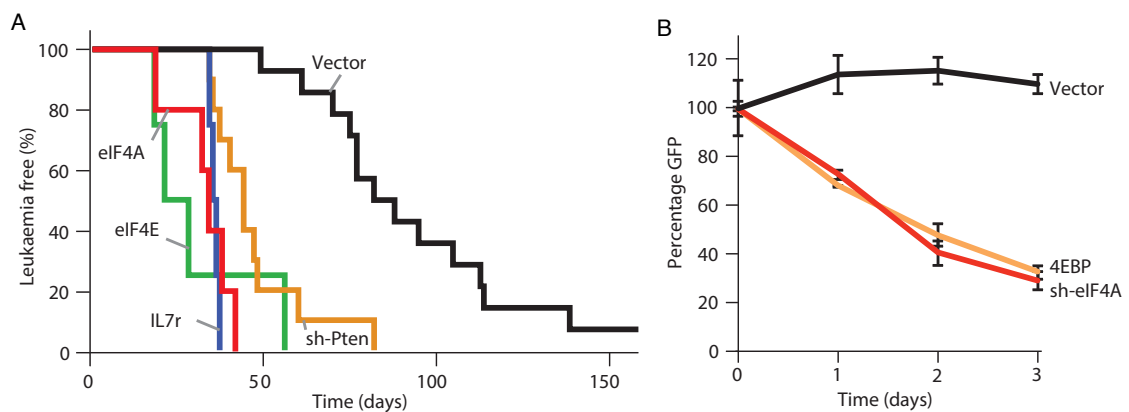 A
Leukaemia free (%)
100
80
60
40
20
0
0
50
100
150
Time (days)
Vector
eIF4A
eIF4E
IL7r
sh-Pten
B
Percentage GFP
120
100
80
60
40
20
0
0
1
2
3
Time (days)
Vector
4EBP
sh-eIF4A